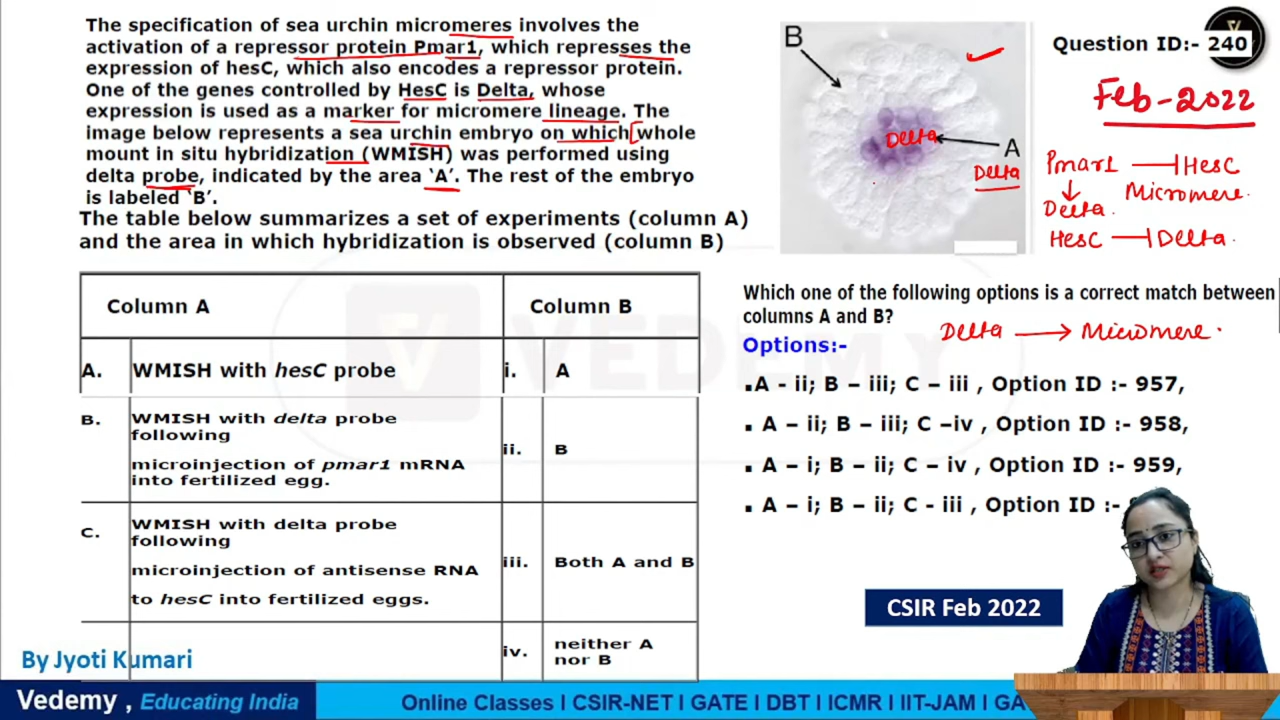 The specification of sea urchin micromeres involves the
activation of a repressor protein Pmar1, which represses the
expression of hesC, which also encodes a repressor protein.
One of the genes controlled by HesC is Delta, whose
expression is used as a marker for micromere lineage. The
image below represents a sea urchin embryo on which whole
mount in situ hybridization (WMISH) was performed using
delta probe, indicated by the area ‘A’. The rest of the embryo
is labeled ‘B’.
The table below summarizes a set of experiments (column A)
and the area in which hybridization is observed (column B)
B
Delta
A
Delta
Question ID:- 240
Feb-2022
Pmar1 ⊣ HesC
↓ Micromere.
Delta.
HesC ⊣ Delta.
Column A Column B
A. WMISH with hesC probe i. A
B. WMISH with delta probe
following
microinjection of pmar1 mRNA
into fertilized egg.
ii. B
C. WMISH with delta probe
following
microinjection of antisense RNA
to hesC into fertilized eggs.
iii. Both A and B
iv. neither A
nor B
Which one of the following options is a correct match between
columns A and B?
Delta → Micromere.
Options:-
▪A - ii; B – iii; C – iii , Option ID :- 957,
▪ A – ii; B – iii; C –iv , Option ID :- 958,
▪ A – i; B – ii; C – iv , Option ID :- 959,
▪ A – i; B – ii; C - iii , Option ID :-
CSIR Feb 2022
VEDEMY
By Jyoti Kumari
Vedemy , Educating India
Online Classes I CSIR-NET I GATE I DBT I ICMR I IIT-JAM I GA